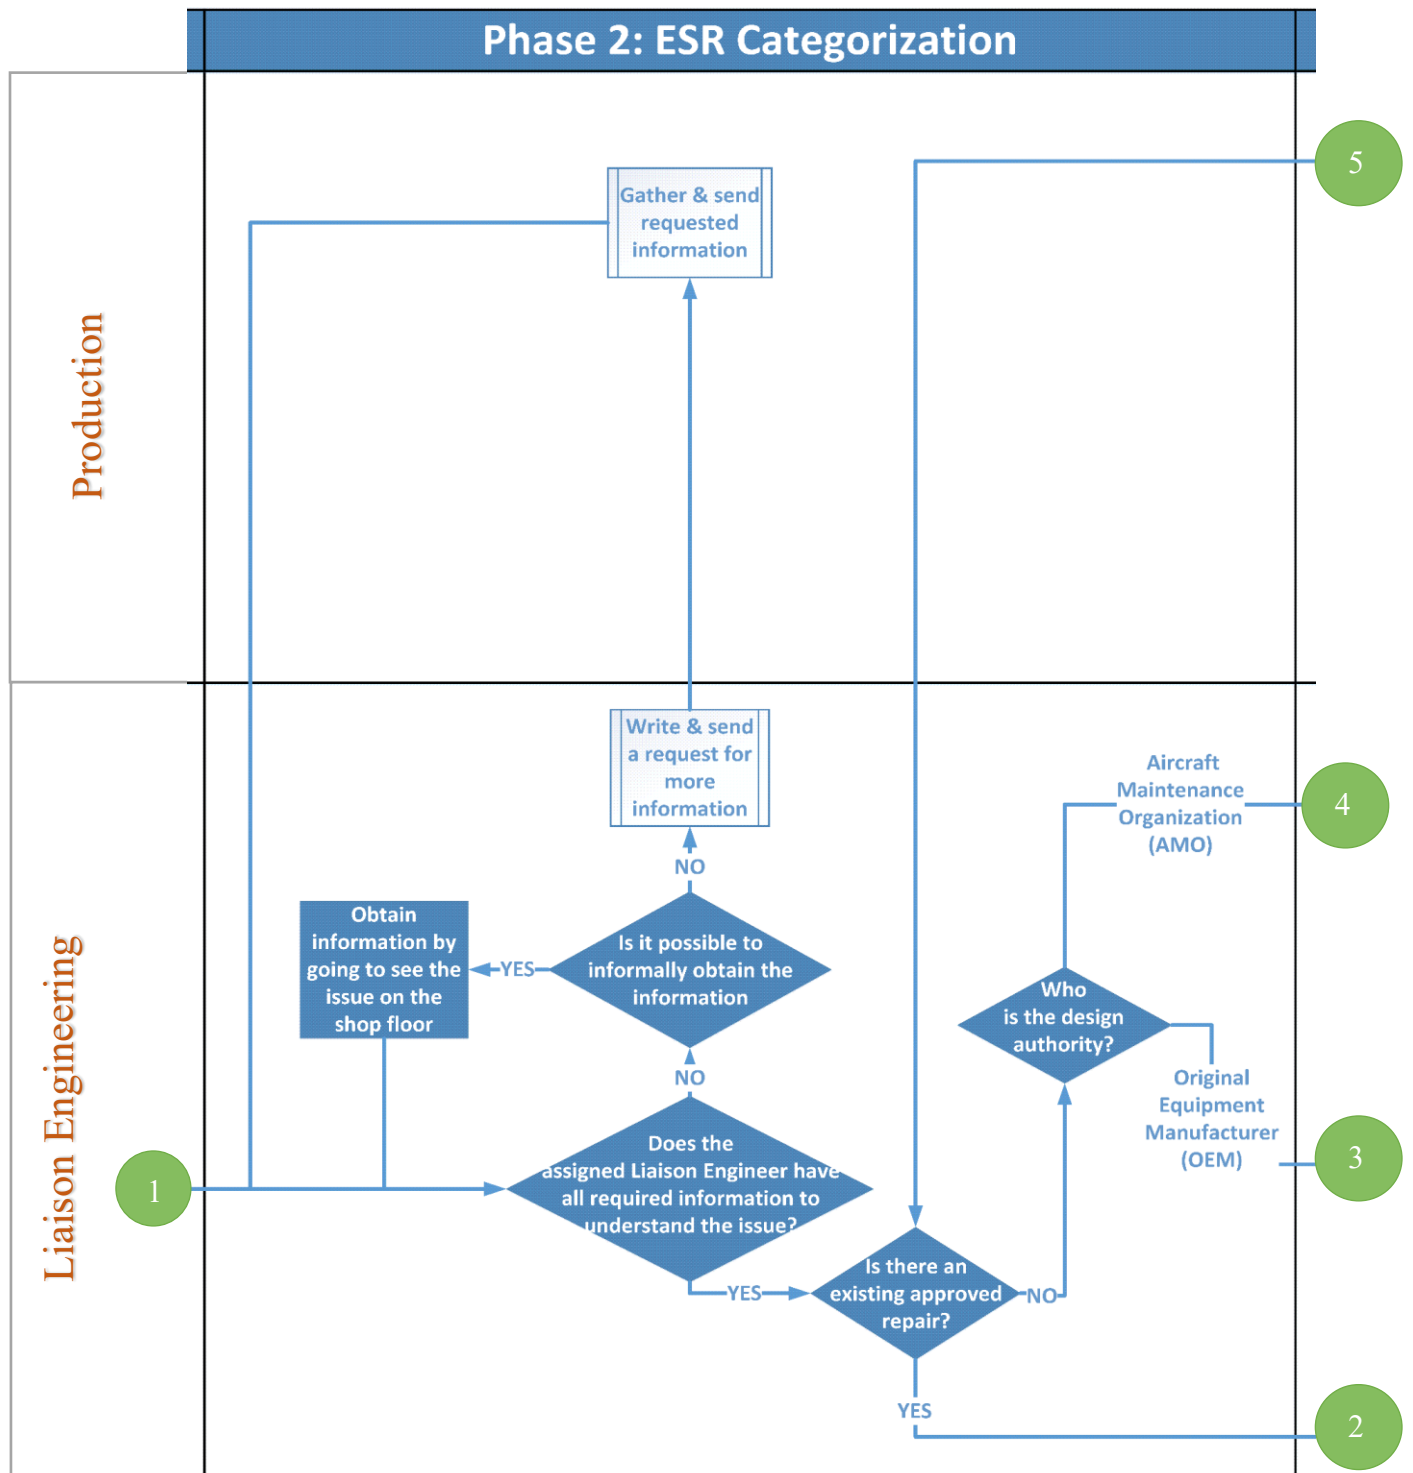 Phase 2: ESR Categorization
Production
Gather & send
requested
information
5
Liaison Engineering
Write & send
a request for
more
information
NO
Aircraft
Maintenance
Organization
(AMO)
4
Obtain
information by
going to see the
issue on the
shop floor
YES
Is it possible to
informally obtain the
information
Who
is the design
authority?
NO
Original
Equipment
Manufacturer
(OEM)
3
1
Does the
assigned Liaison Engineer have
all required information to
understand the issue?
YES
Is there an
existing approved
repair?
NO
YES
2